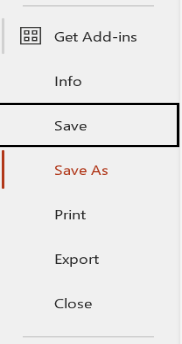 Get Add-ins
Info
Save
Save As
Print
Export
Close